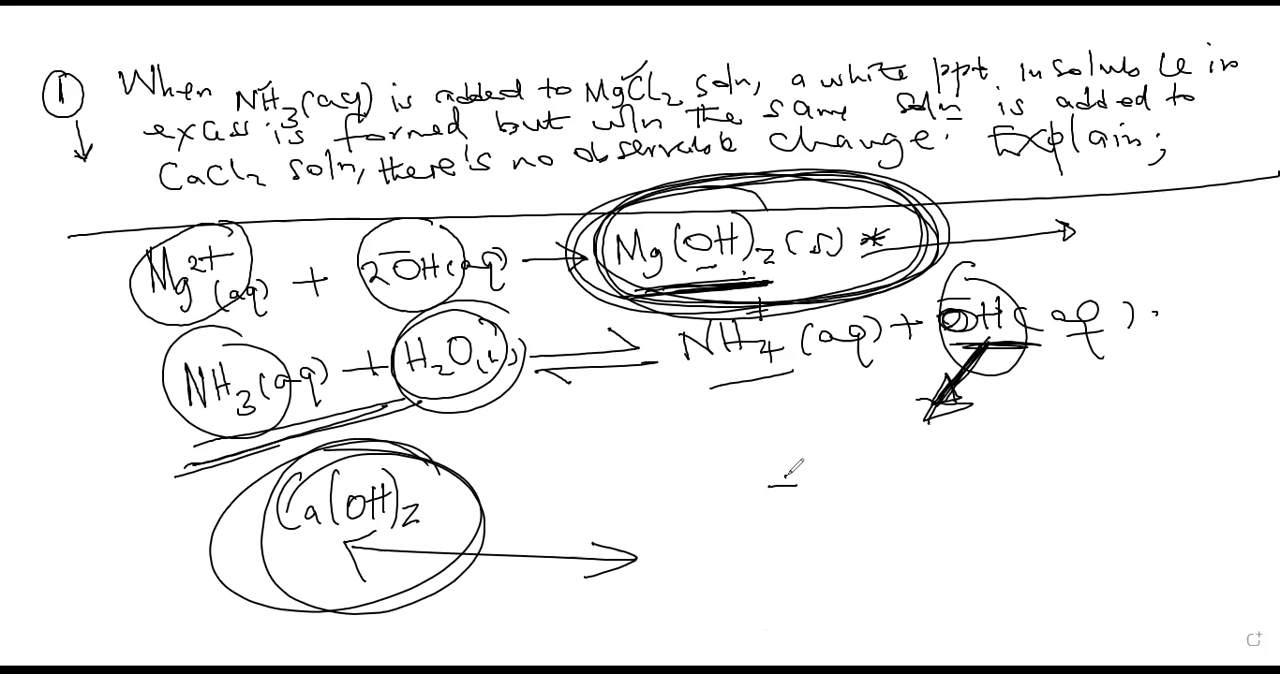 ① When NH₃(aq) is added to MgCl₂ soln, a white ppt insoluble in
excess is formed but when the same soln is added to
CaCl₂ soln, there's no observable change. Explain;
Mg²⁺(aq) + 2⁻OH(aq) → Mg(OH)₂(s) *
NH₃(aq) + H₂O(l) ⇌ NH₄⁺(aq) + ⁻OH(aq).
Ca(OH)₂